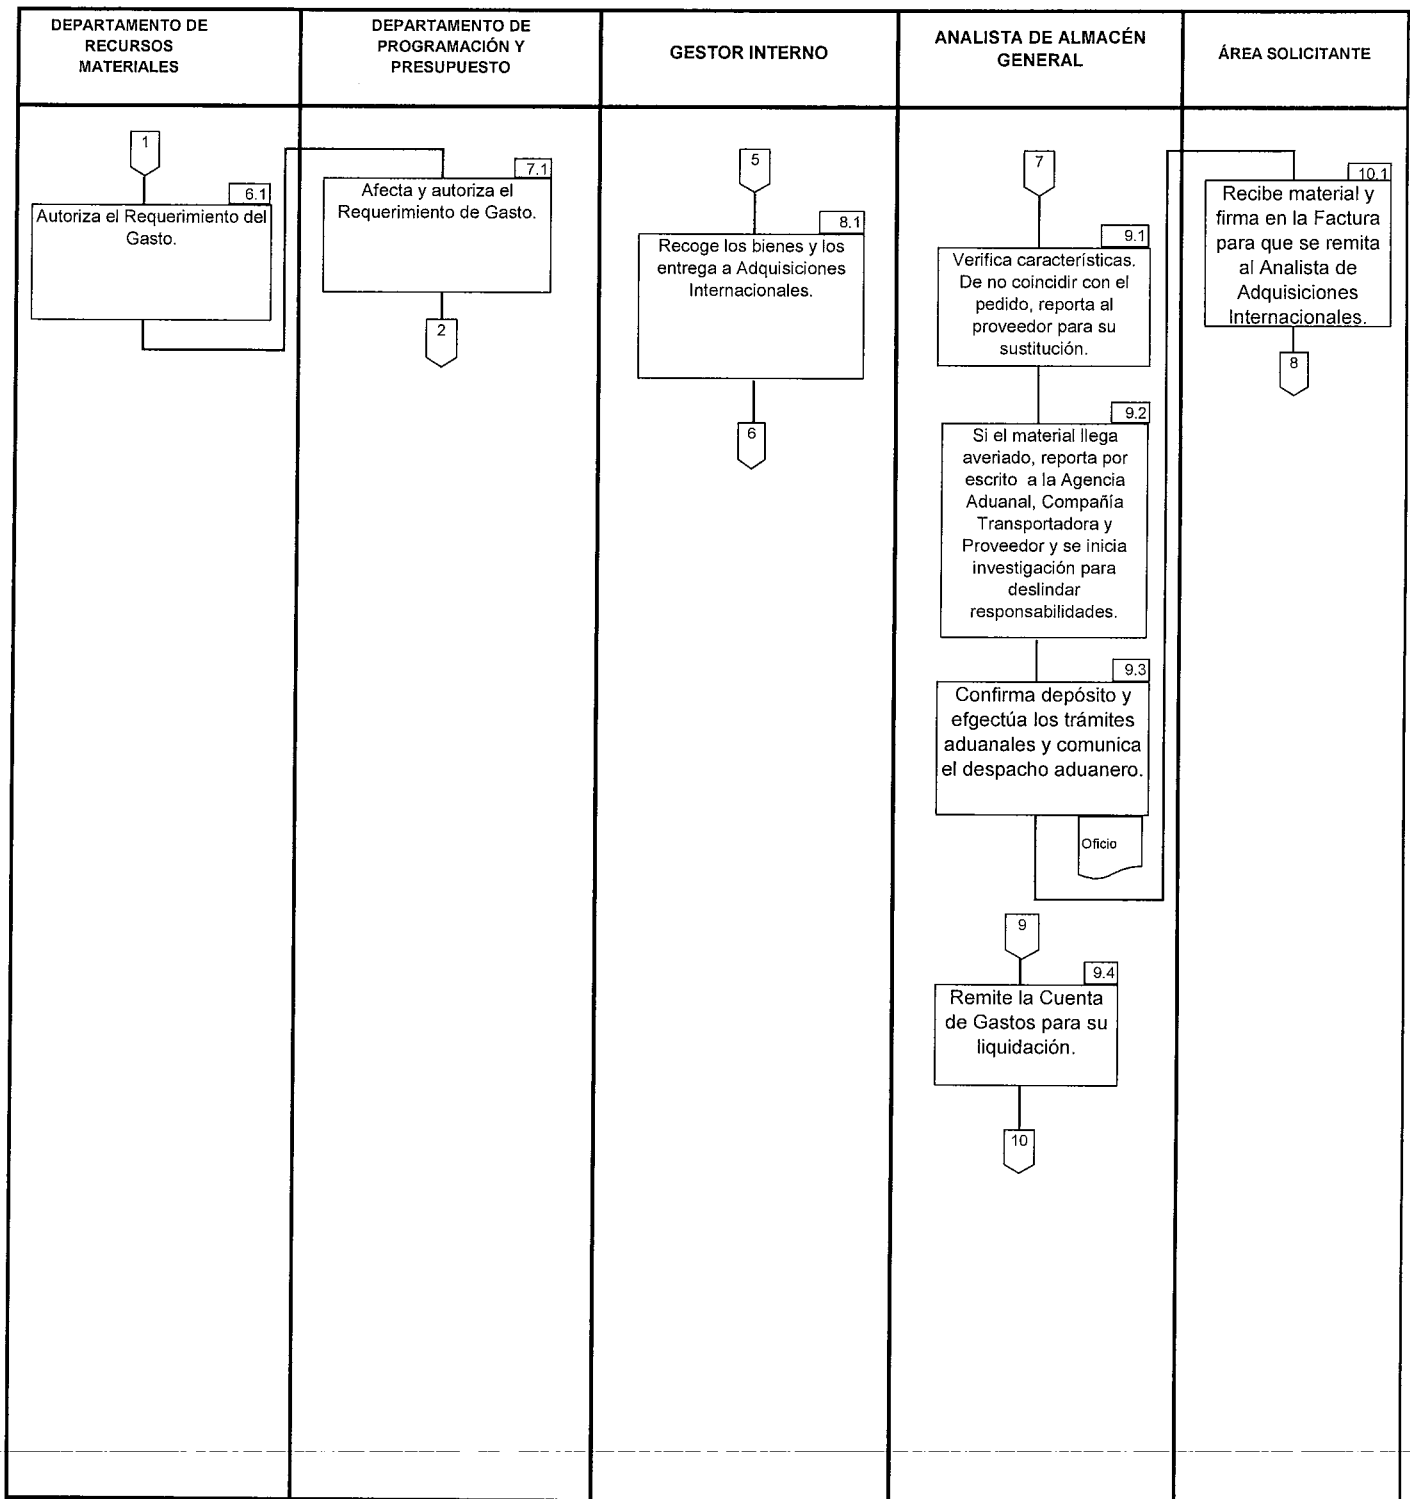 DEPARTAMENTO DE
RECURSOS
MATERIALES
DEPARTAMENTO DE
PROGRAMACIÓN Y
PRESUPUESTO
GESTOR INTERNO
ANALISTA DE ALMACÉN
GENERAL
ÁREA SOLICITANTE
1
6.1
Autoriza el Requerimiento del
Gasto.
7.1
Afecta y autoriza el
Requerimiento de Gasto.
2
5
8.1
Recoge los bienes y los
entrega a Adquisiciones
Internacionales.
6
7
9.1
Verifica características.
De no coincidir con el
pedido, reporta al
proveedor para su
sustitución.
9.2
Si el material llega
averiado, reporta por
escrito a la Agencia
Aduanal, Compañía
Transportadora y
Proveedor y se inicia
investigación para
deslindar
responsabilidades.
9.3
Confirma depósito y
efgectúa los trámites
aduanales y comunica
el despacho aduanero.
Oficio
9
9.4
Remite la Cuenta
de Gastos para su
liquidación.
10
10.1
Recibe material y
firma en la Factura
para que se remita
al Analista de
Adquisiciones
Internacionales.
8